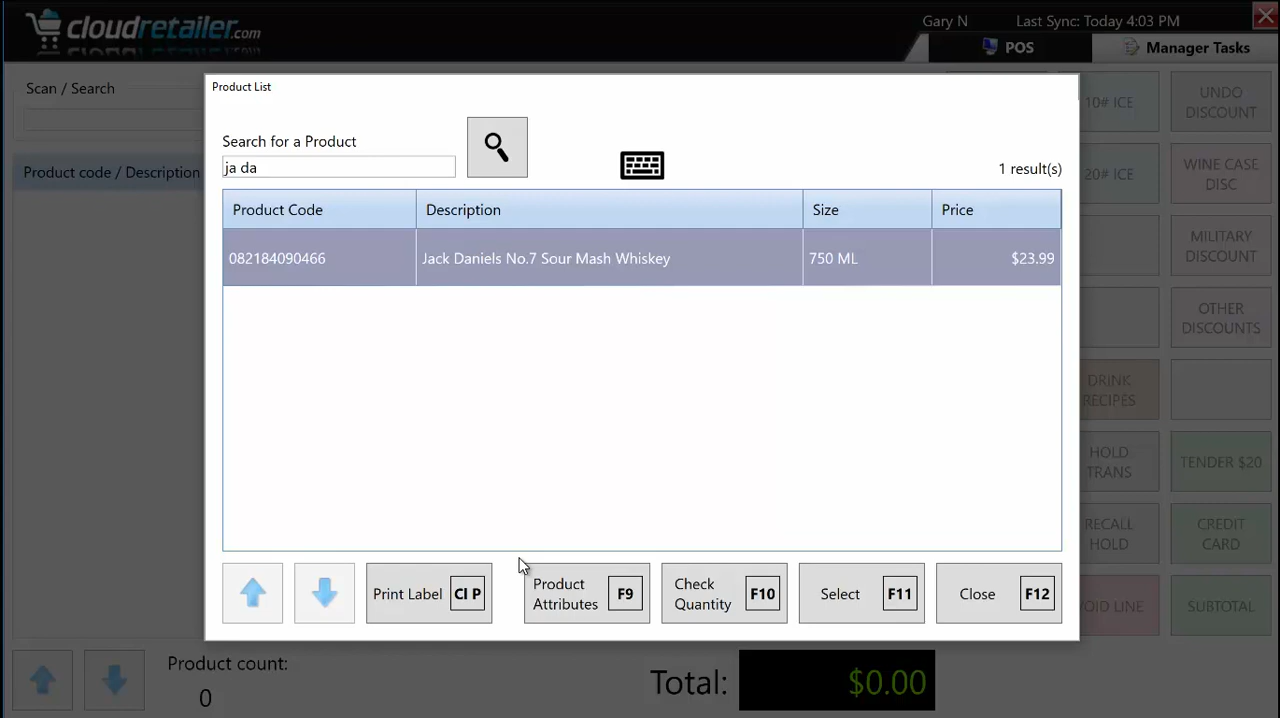 cloudretailer.com
Gary N
Last Sync: Today 4:03 PM
POS
Manager Tasks
Scan / Search
Product code / Description
Product List
Search for a Product
ja da
1 result(s)
Product Code Description Size Price
082184090466 Jack Daniels No.7 Sour Mash Whiskey 750 ML $23.99
Print Label Cl P
Product
Attributes
F9
Check
Quantity
F10
Select F11
Close F12
10# ICE
UNDO
DISCOUNT
20# ICE
WINE CASE
DISC
MILITARY
DISCOUNT
OTHER
DISCOUNTS
DRINK
RECIPES
HOLD
TRANS
TENDER $20
RECALL
HOLD
CREDIT
CARD
OID LINE
SUBTOTAL
Product count:
0
Total: $0.00